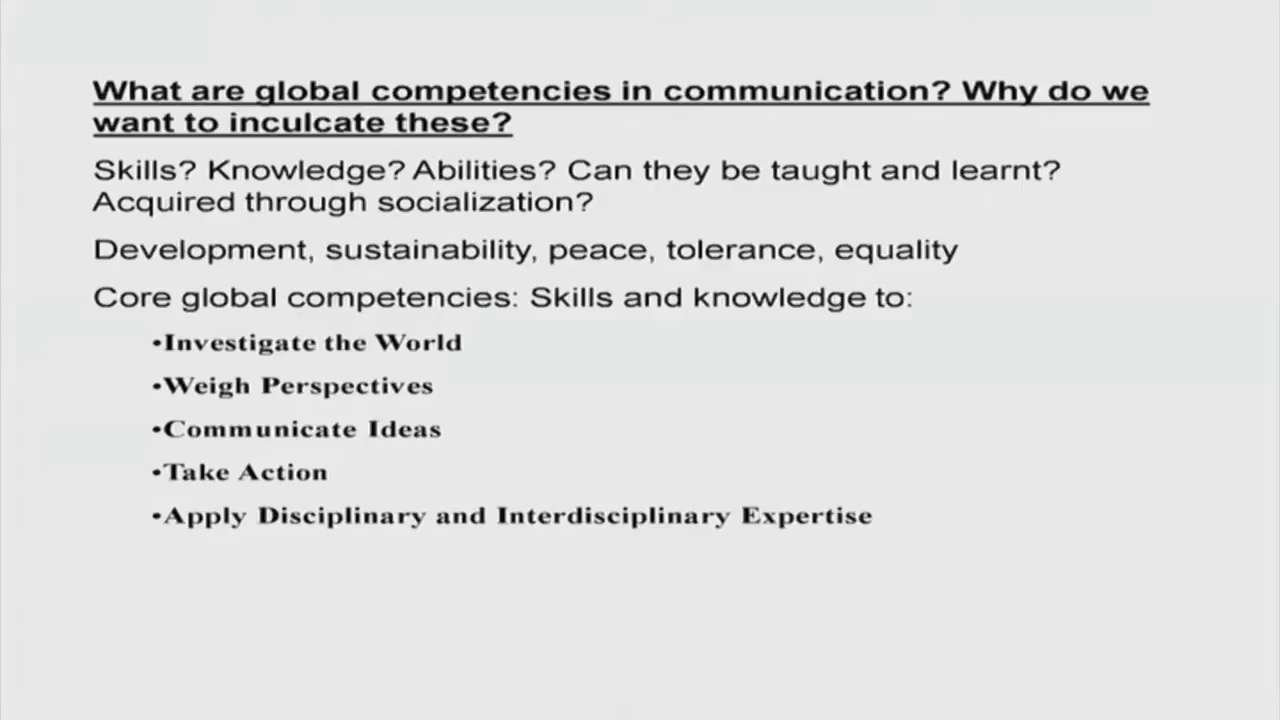 What are global competencies in communication? Why do we
want to inculcate these?
Skills? Knowledge? Abilities? Can they be taught and learnt?
Acquired through socialization?
Development, sustainability, peace, tolerance, equality
Core global competencies: Skills and knowledge to:
•Investigate the World
•Weigh Perspectives
•Communicate Ideas
•Take Action
•Apply Disciplinary and Interdisciplinary Expertise